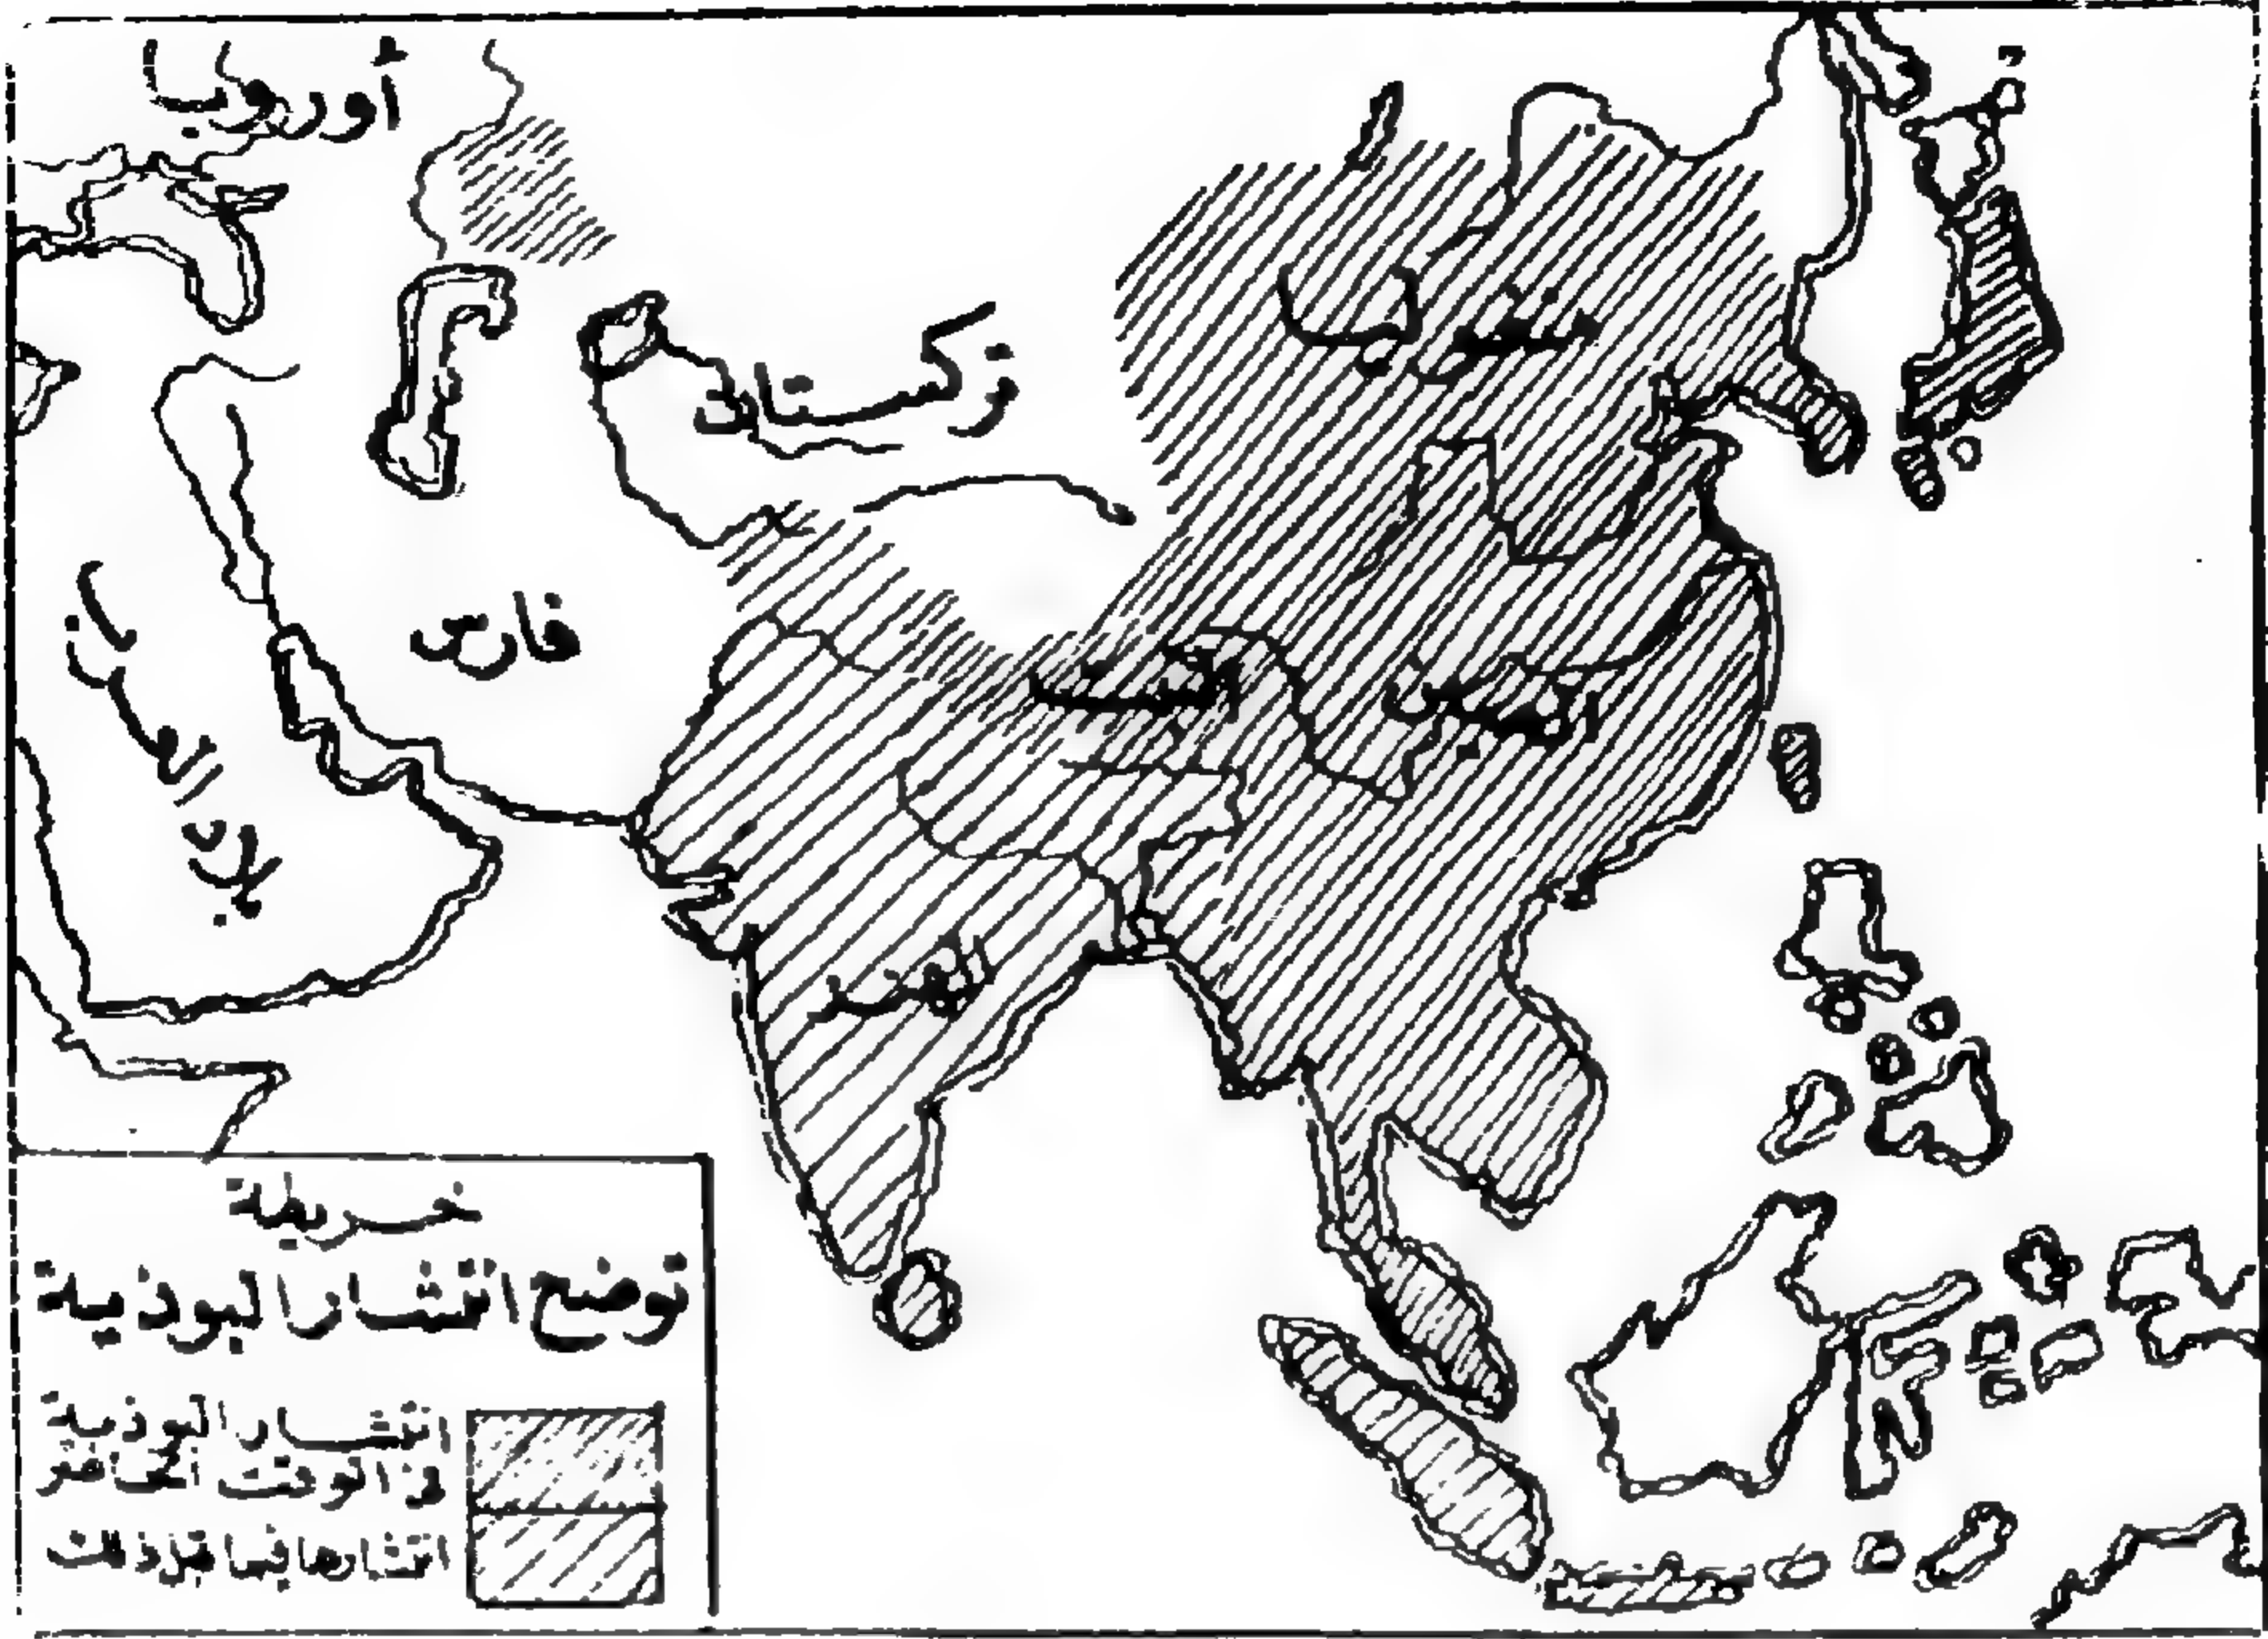 أوروبا
تركستان
منغوليا
فارس
بلاد العرب
التبت
الصين
الهند
خريطة
توضح انتشار البوذية
انتشار البوذية
في الوقت الحاضر
انتشارها فيما قبل ذلك